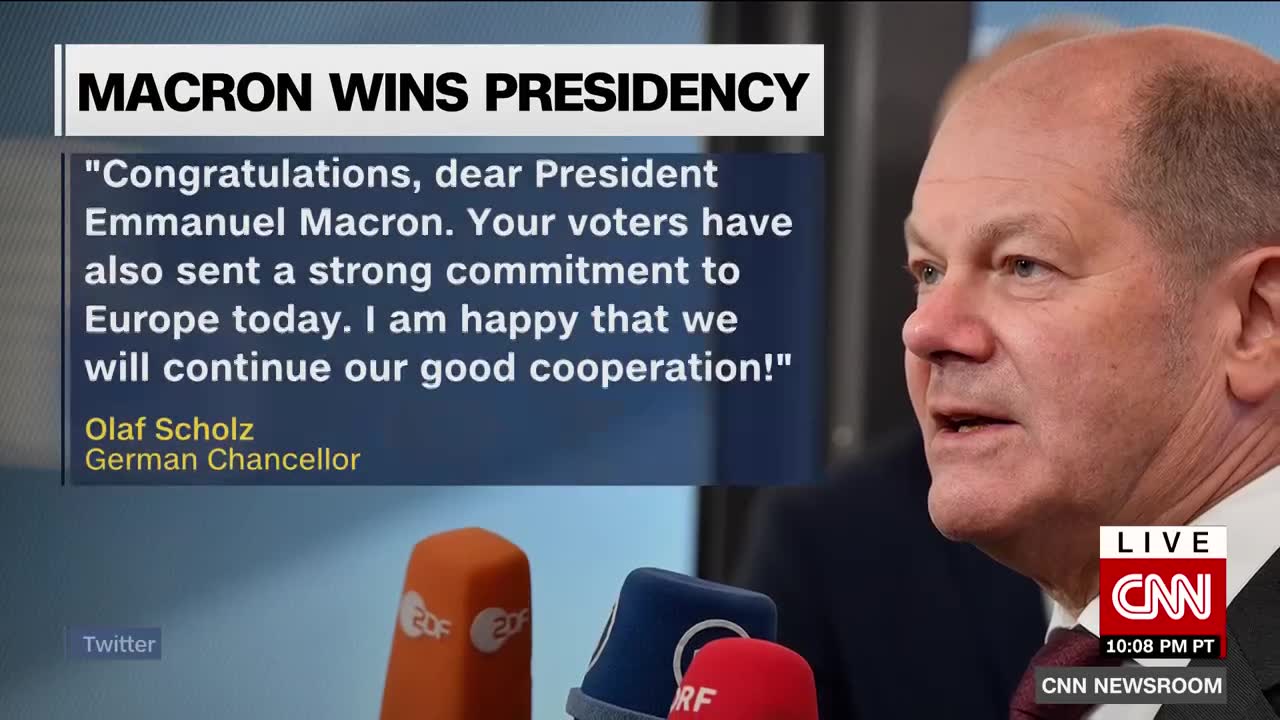 MACRON WINS PRESIDENCY
"Congratulations, dear President
Emmanuel Macron. Your voters have
also sent a strong commitment to
Europe today. I am happy that we
will continue our good cooperation!"
Olaf Scholz
German Chancellor
Twitter
ZDF
ZDF
ORF
LIVE
CNN
10:08 PM PT
CNN NEWSROOM